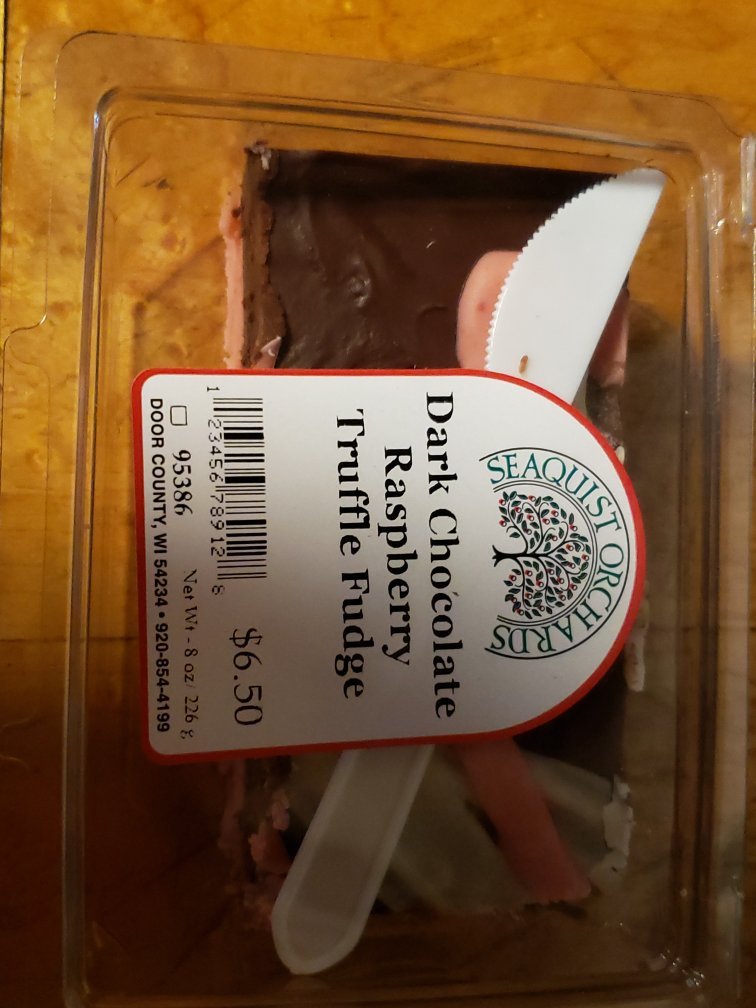 SEAQUIST ORCHARDS
Dark Chocolate
Raspberry
Truffle Fudge
$6.50
1 23456 78912 8
95386 Net Wt - 8 oz/ 226 g
DOOR COUNTY, WI 54234 • 920-854-4199